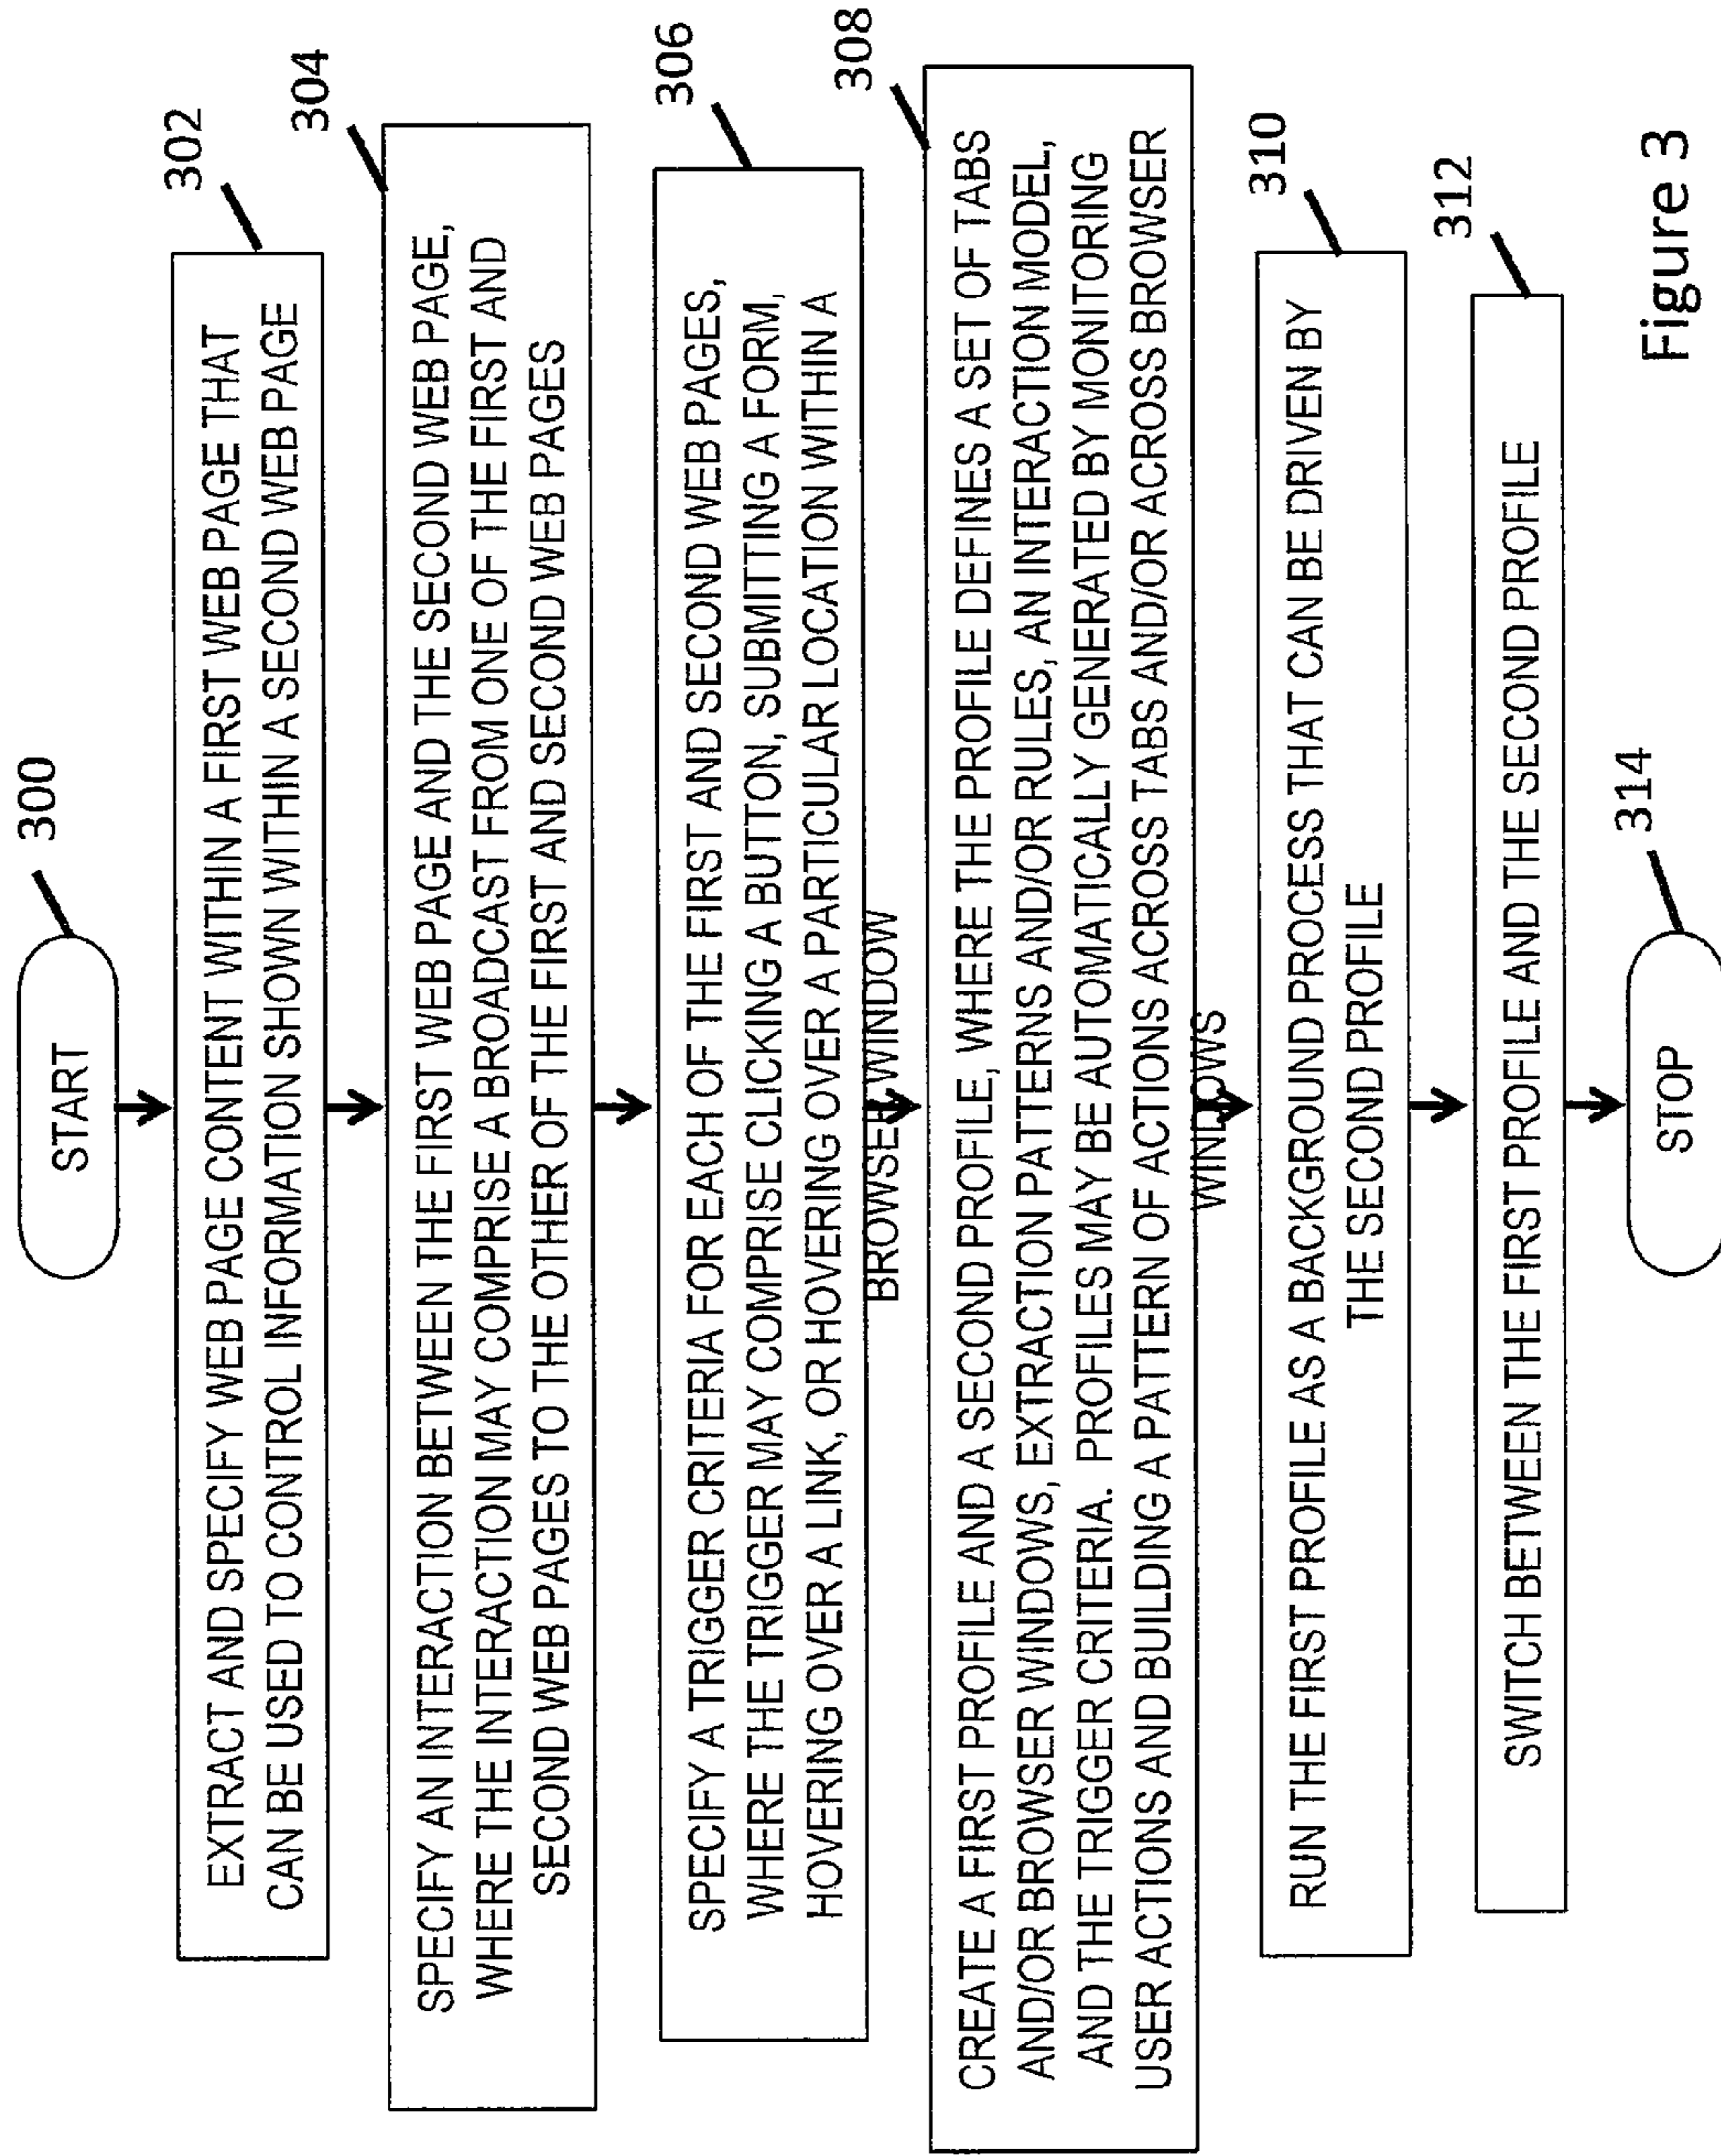 START
300
EXTRACT AND SPECIFY WEB PAGE CONTENT WITHIN A FIRST WEB PAGE THAT
CAN BE USED TO CONTROL INFORMATION SHOWN WITHIN A SECOND WEB PAGE
302
SPECIFY AN INTERACTION BETWEEN THE FIRST WEB PAGE AND THE SECOND WEB PAGE,
WHERE THE INTERACTION MAY COMPRISE A BROADCAST FROM ONE OF THE FIRST AND
SECOND WEB PAGES TO THE OTHER OF THE FIRST AND SECOND WEB PAGES
304
SPECIFY A TRIGGER CRITERIA FOR EACH OF THE FIRST AND SECOND WEB PAGES,
WHERE THE TRIGGER MAY COMPRISE CLICKING A BUTTON, SUBMITTING A FORM,
HOVERING OVER A LINK, OR HOVERING OVER A PARTICULAR LOCATION WITHIN A
BROWSER WINDOW
306
CREATE A FIRST PROFILE AND A SECOND PROFILE, WHERE THE PROFILE DEFINES A SET OF TABS
AND/OR BROWSER WINDOWS, EXTRACTION PATTERNS AND/OR RULES, AN INTERACTION MODEL,
AND THE TRIGGER CRITERIA. PROFILES MAY BE AUTOMATICALLY GENERATED BY MONITORING
USER ACTIONS AND BUILDING A PATTERN OF ACTIONS ACROSS TABS AND/OR ACROSS BROWSER
WINDOWS
308
RUN THE FIRST PROFILE AS A BACKGROUND PROCESS THAT CAN BE DRIVEN BY
THE SECOND PROFILE
310
SWITCH BETWEEN THE FIRST PROFILE AND THE SECOND PROFILE
312
STOP
314
Figure 3